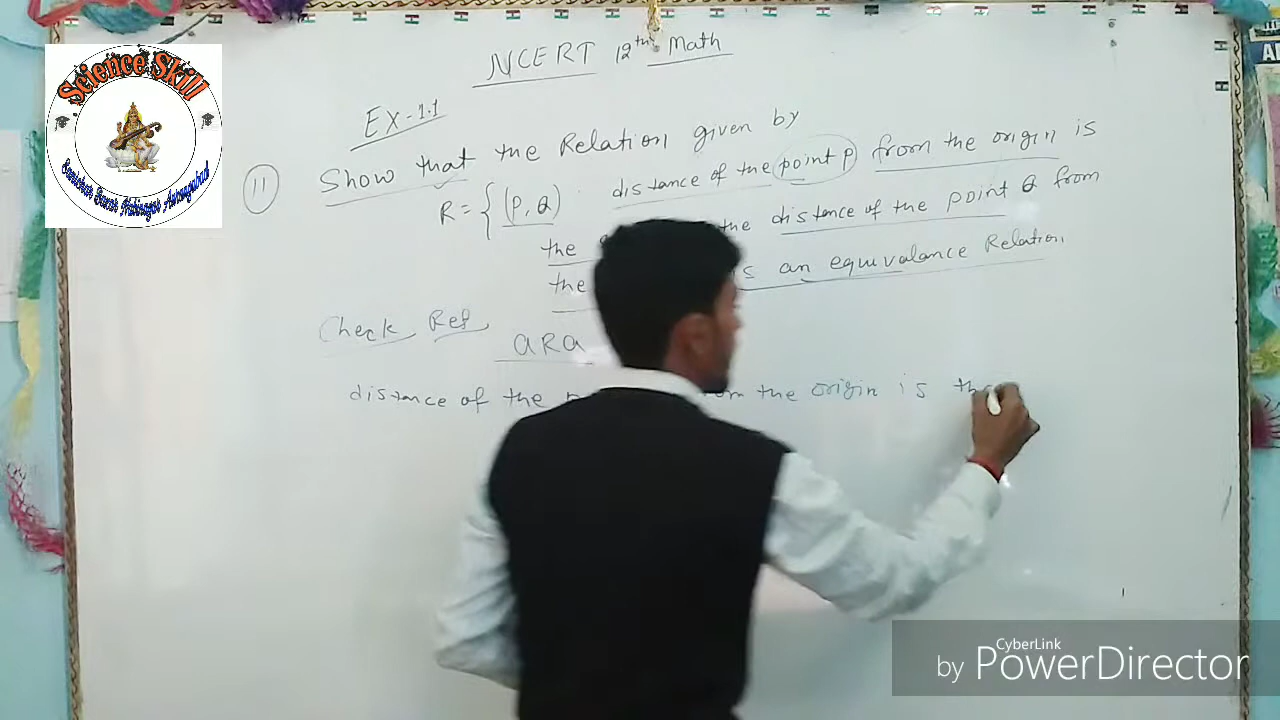 NCERT 12th Math
Ex-1.1
11 Show that the Relation given by
R = { (P, Q) distance of the point P from the origin is
the the distance of the point Q from
the s an equivalance Relation
Check Ref
aRa
distance of the from the origin is the
Science Skill
CyberLink
by PowerDirector